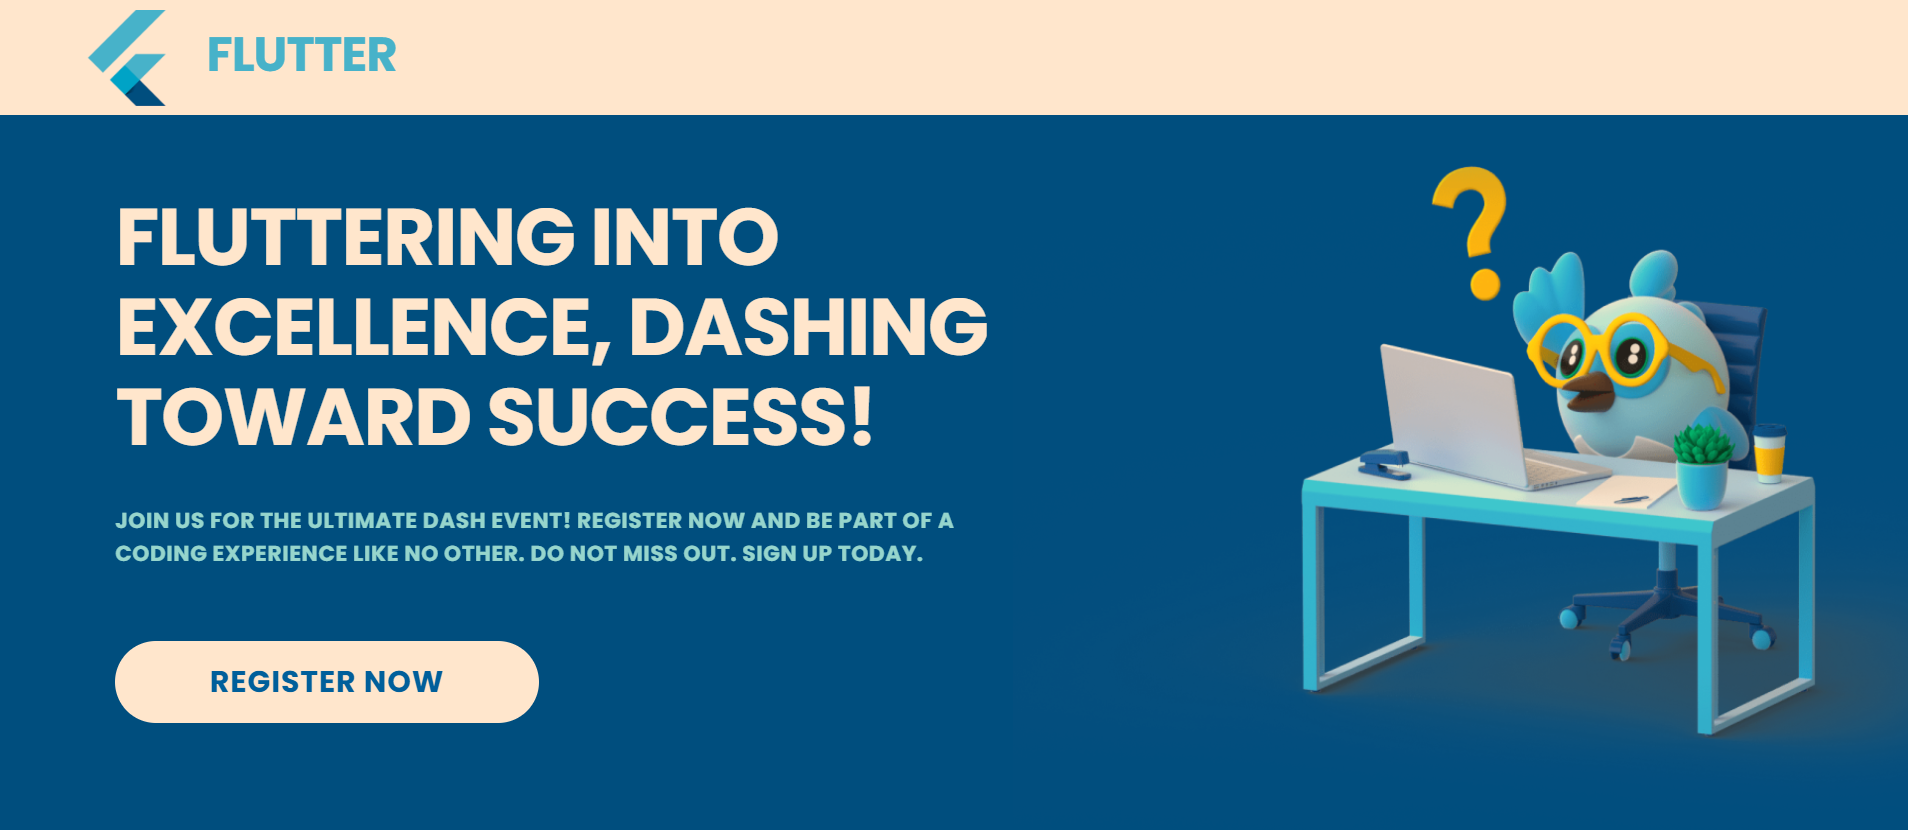 FLUTTER
FLUTTERING INTO
EXCELLENCE, DASHING
TOWARD SUCCESS!
JOIN US FOR THE ULTIMATE DASH EVENT! REGISTER NOW AND BE PART OF A
CODING EXPERIENCE LIKE NO OTHER. DO NOT MISS OUT. SIGN UP TODAY.
REGISTER NOW
?